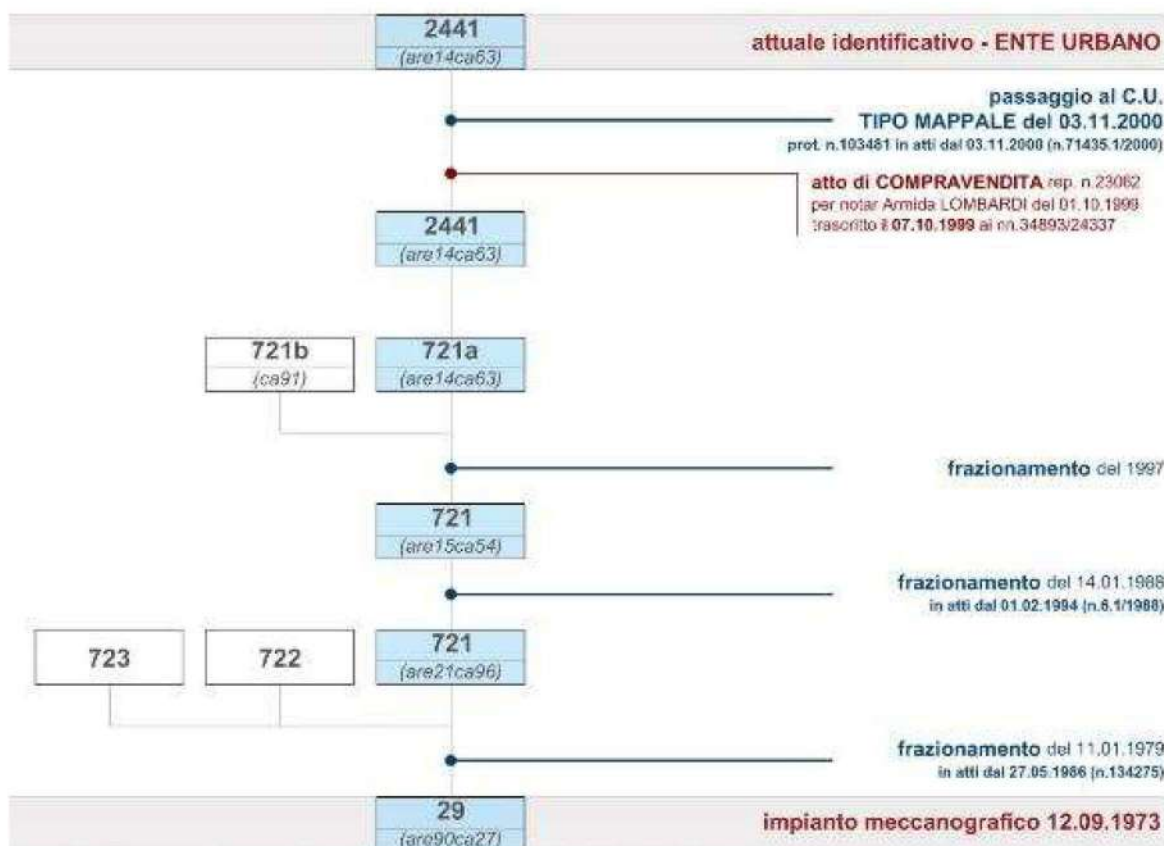 2441
(are14ca63)
attuale identificativo - ENTE URBANO
passaggio al C.U.
TIPO MAPPALE del 03.11.2000
prot. n.103481 in atti dal 03.11.2000 (n.71435.1/2000)
atto di COMPRAVENDITA rep. n.23062
per notar Armida LOMBARDI del 01.10.1999
trascritto il 07.10.1999 ai nn.34893/24337
2441
(are14ca63)
721b
(ca91)
721a
(are14ca63)
frazionamento del 1997
721
(are15ca54)
frazionamento del 14.01.1988
in atti dal 01.02.1994 (n.6.1/1988)
723
722
721
(are21ca96)
frazionamento del 11.01.1979
in atti dal 27.05.1986 (n.134275)
29
(are90ca27)
impianto meccanografico 12.09.1973